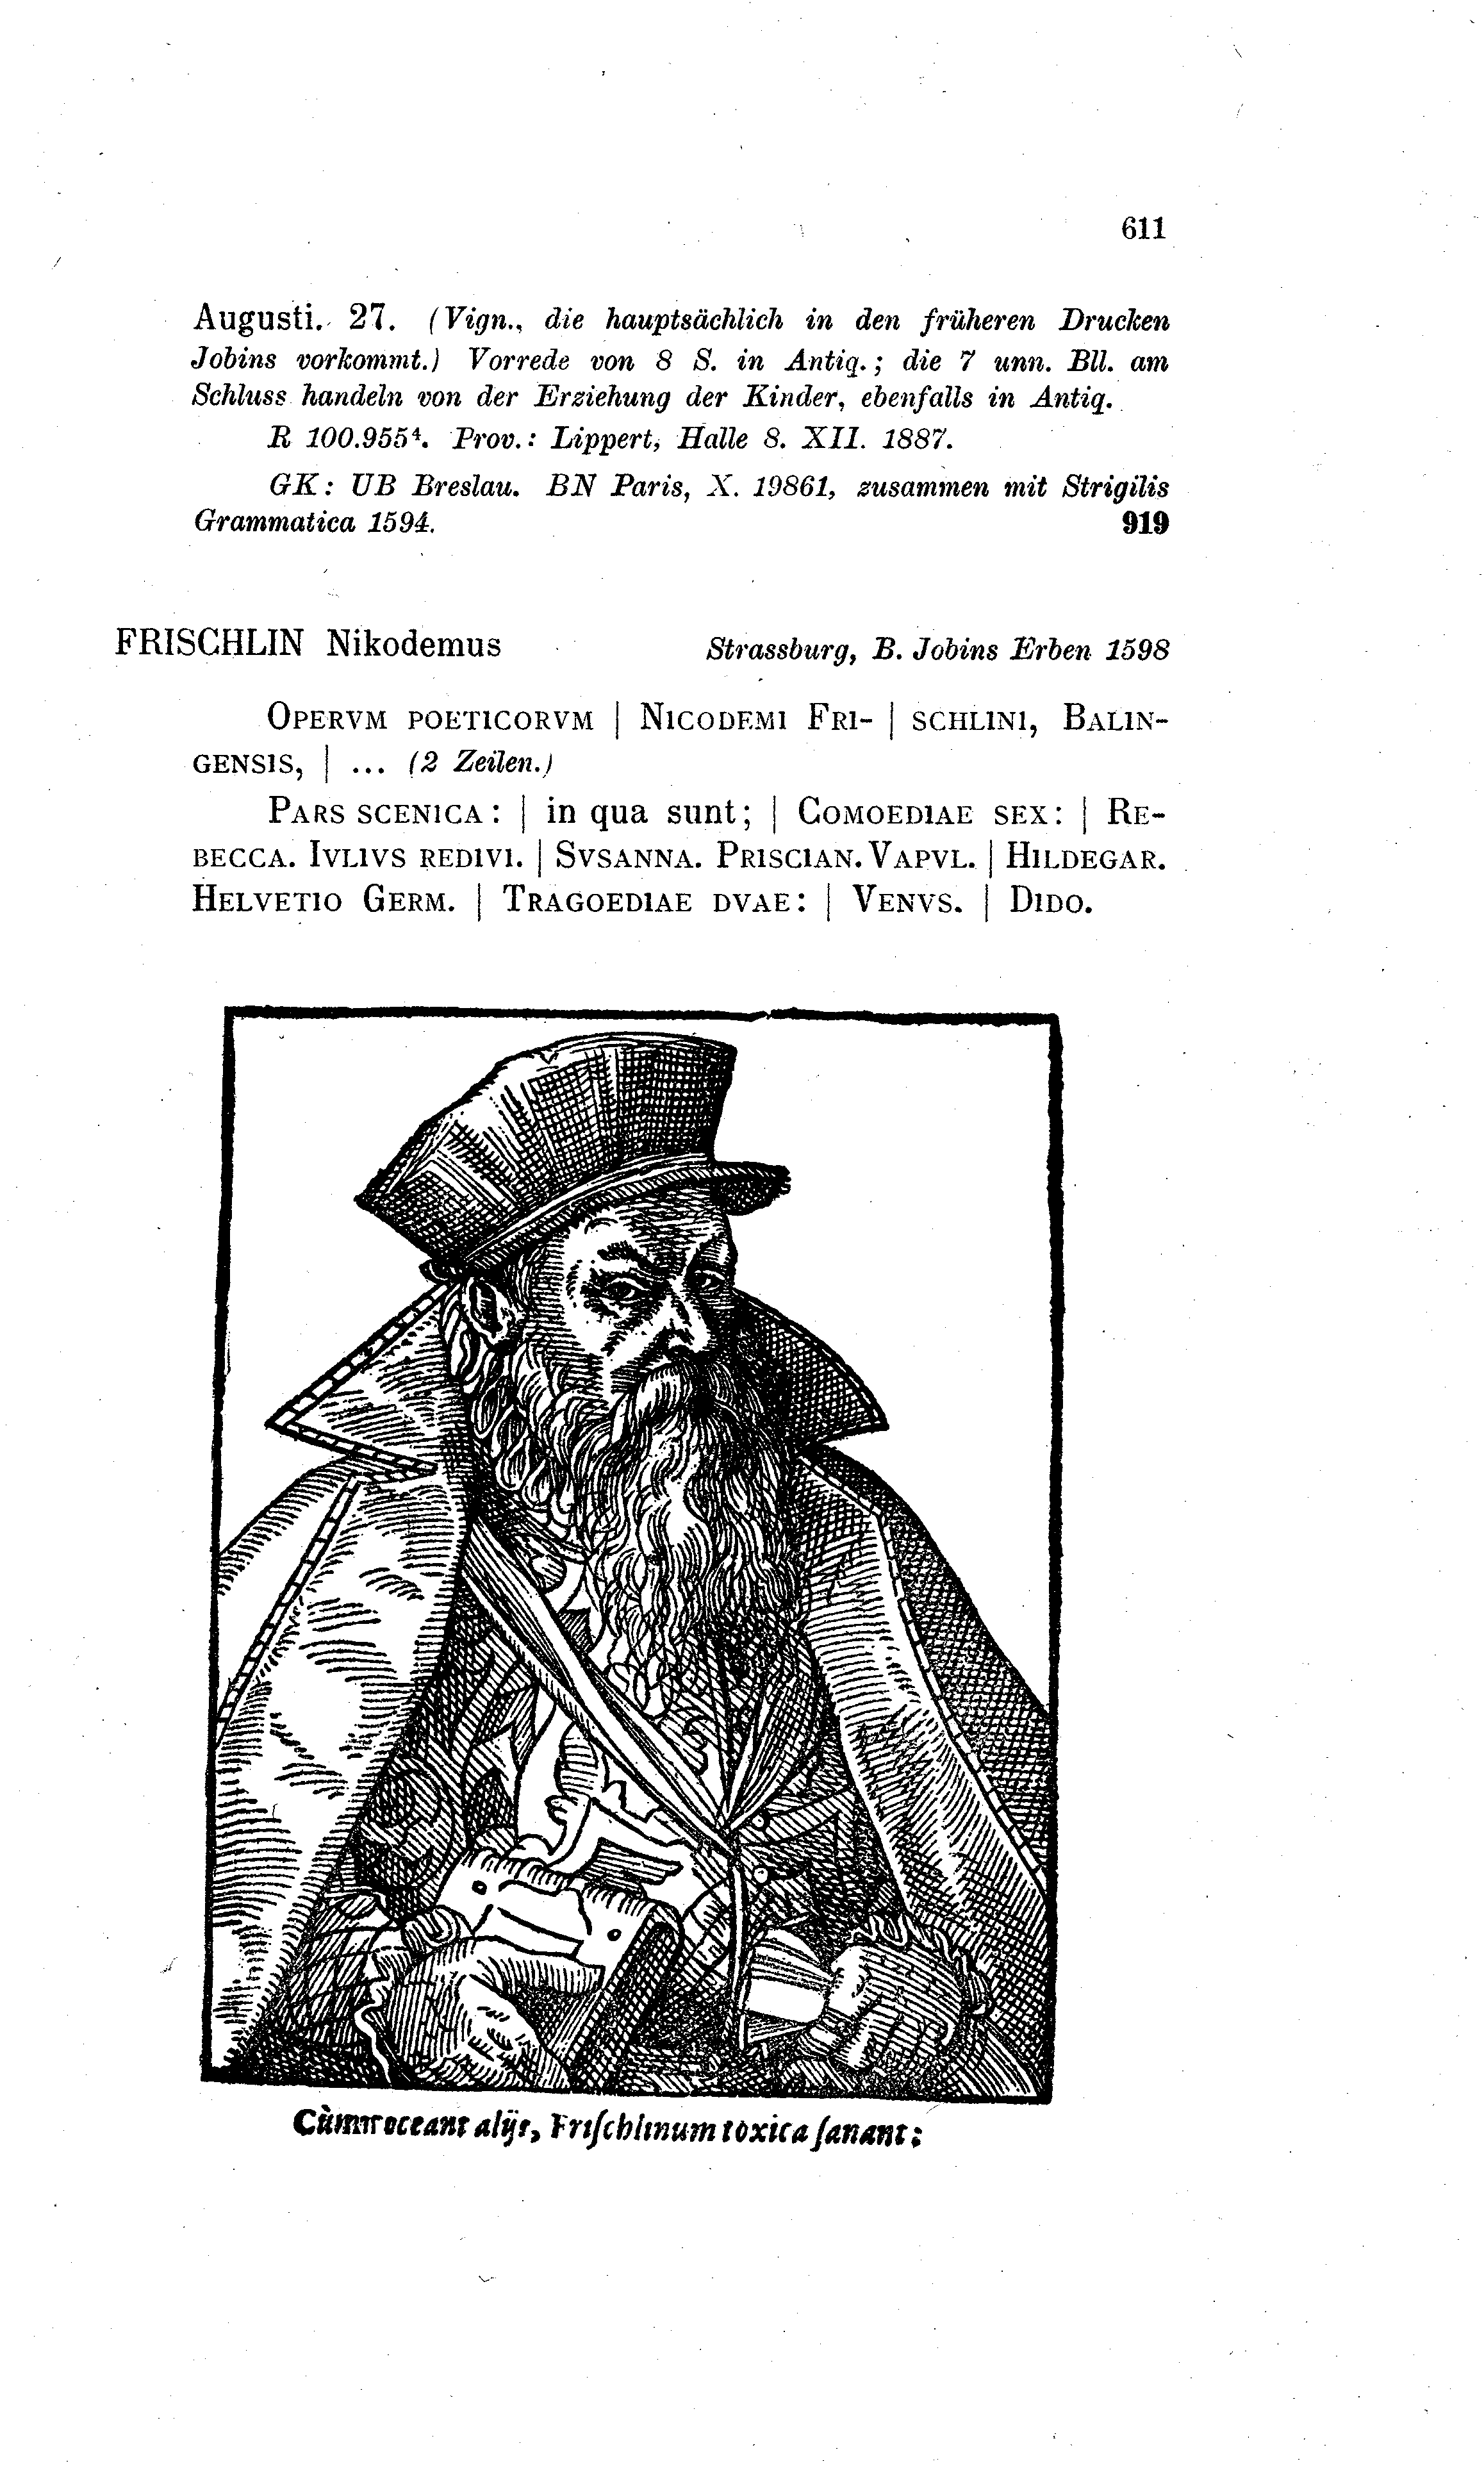 611
Augusti. 27. (Vign., die hauptsächlich in den früheren Drucken
Jobins vorkommt.) Vorrede von 8 S. in Antiq.; die 7 unn. Bll. am
Schluss handeln von der Erziehung der Kinder, ebenfalls in Antiq.
R 100.955⁴. Prov.: Lippert, Halle 8. XII. 1887.
GK: UB Breslau. BN Paris, X. 19861, zusammen mit Strigilis
Grammatica 1594. 919
FRISCHLIN Nikodemus Strassburg, B. Jobins Erben 1598
OPERVM POETICORVM | NICODEMI FRI- | SCHLINI, BALIN-
GENSIS, | ... (2 Zeilen.)
PARS SCENICA: | in qua sunt; | COMOEDIAE SEX: | RE-
BECCA. IVLIVS REDIVI. | SVSANNA. PRISCIAN. VAPVL. | HILDEGAR.
HELVETIO GERM. | TRAGOEDIAE DVAE: | VENVS. | DIDO.
Cùm noceant alijs, Friſchlinum toxica ſanant: